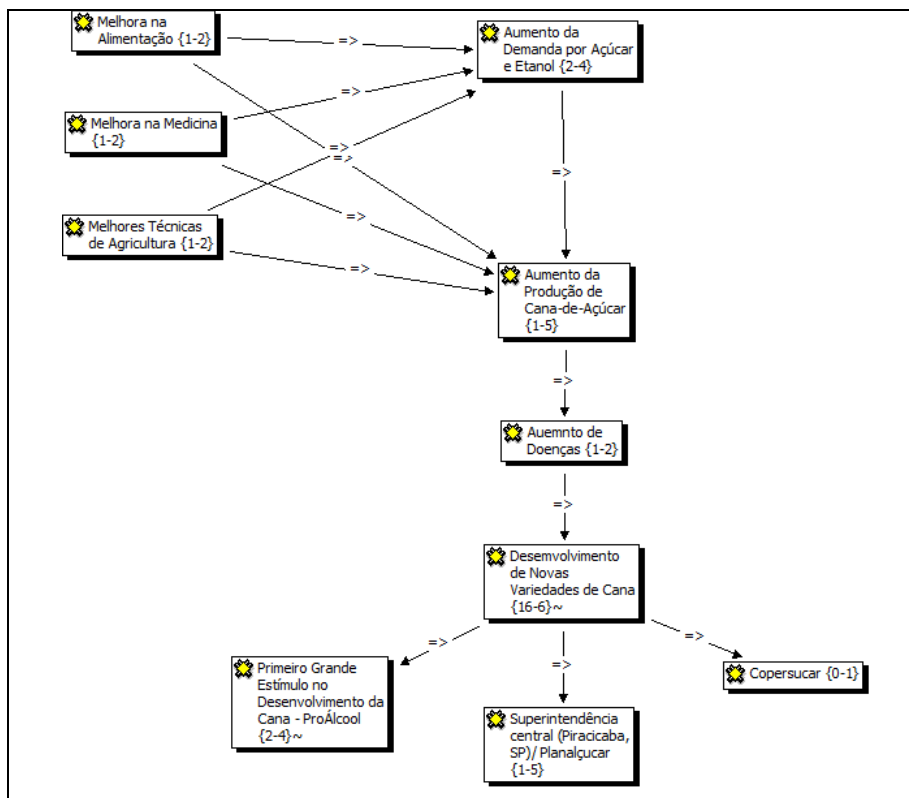 Melhora na
Alimentação {1-2}
=>
Aumento da
Demanda por Açúcar
e Etanol {2-4}
=>
Melhora na Medicina
{1-2}
=>
=>
=>
Melhores Técnicas
de Agricultura {1-2}
=>
=>
Aumento da
Produção de
Cana-de-Açúcar
{1-5}
=>
Auemnto de
Doenças {1-2}
=>
Desemvolvimento
de Novas
Variedades de Cana
{16-6}~
=>
=>
=>
Primeiro Grande
Estímulo no
Desenvolvimento da
Cana - ProÁlcool
{2-4}~
Superintendência
central (Piracicaba,
SP)/ Planalçucar
{1-5}
Copersucar {0-1}